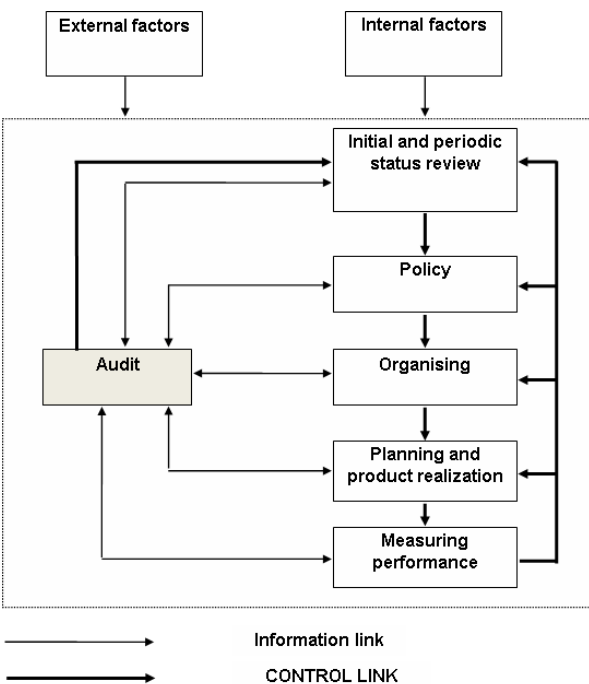 External factors
Internal factors
Initial and periodic
status review
Policy
Audit
Organising
Planning and
product realization
Measuring
performance
Information link
CONTROL LINK